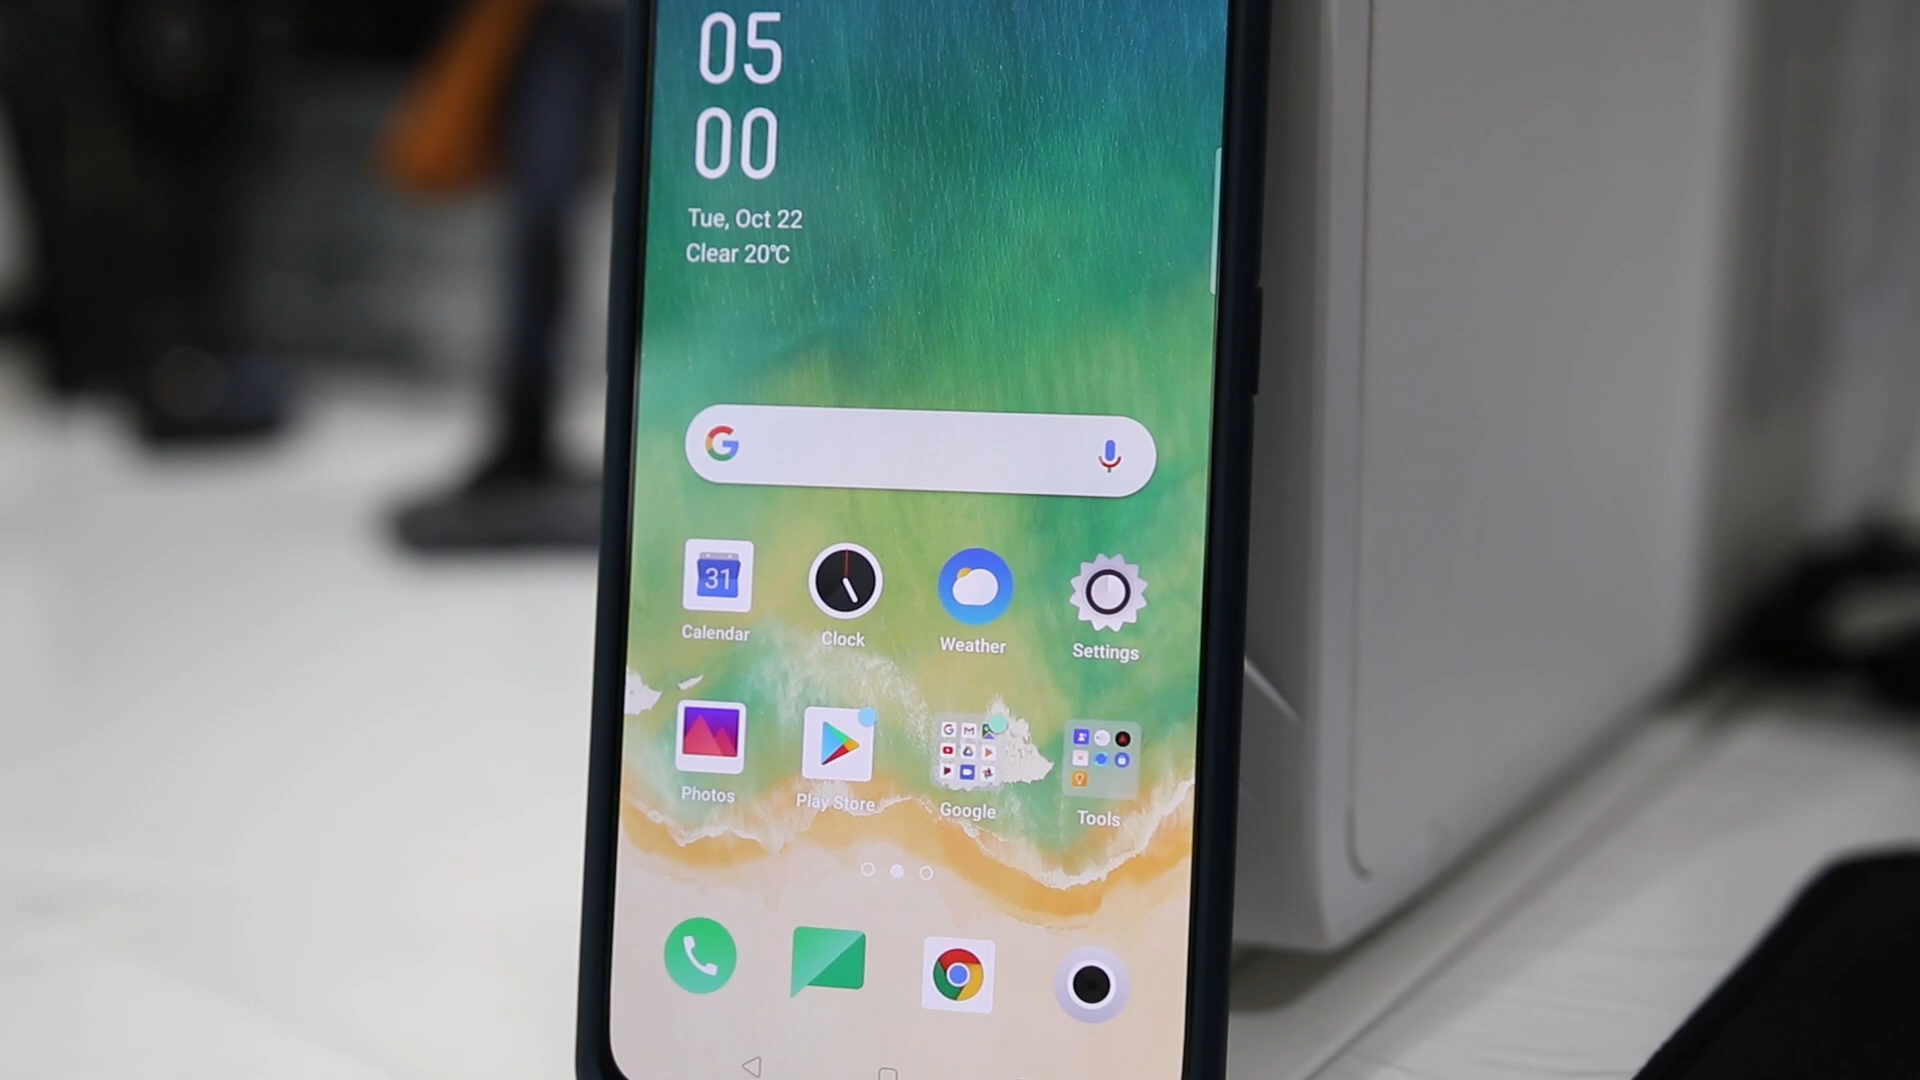 05
00
Tue, Oct 22
Clear 20℃
G
31
Calendar
Clock
Weather
Settings
Photos
Play Store
Google
Tools